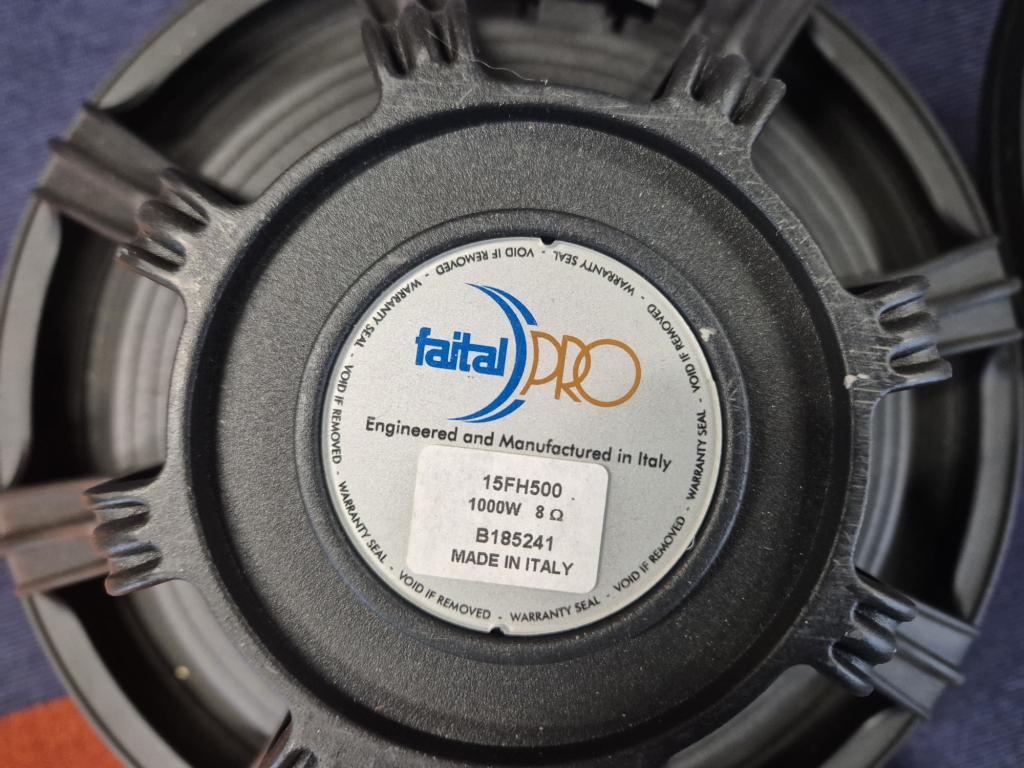 faital PRO
Engineered and Manufactured in Italy
15FH500
1000W 8 Ω
B185241
MADE IN ITALY
WARRANTY SEAL - VOID IF REMOVED - WARRANTY SEAL - VOID IF REMOVED - WARRANTY SEAL - VOID IF REMOVED - WARRANTY SEAL - VOID IF REMOVED - WARRANTY SEAL - VOID IF REMOVED -